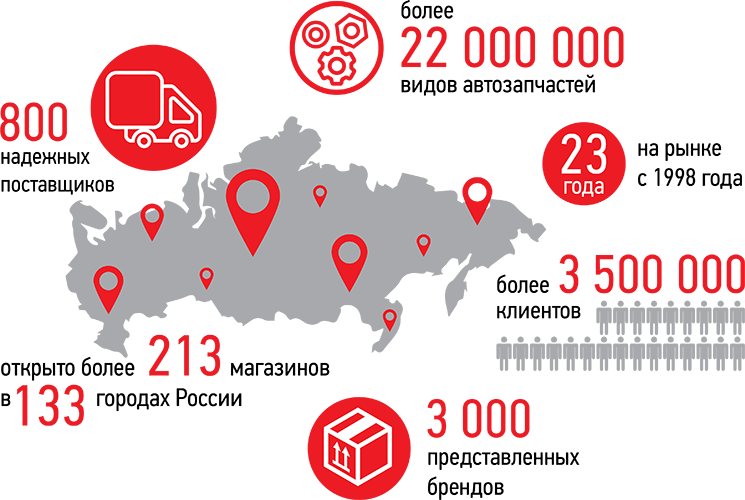 более
22 000 000
видов автозапчастей
800
надежных
поставщиков
23
года
на рынке
с 1998 года
более 3 500 000
клиентов
открыто более 213 магазинов
в 133 городах России
3 000
представленных
брендов